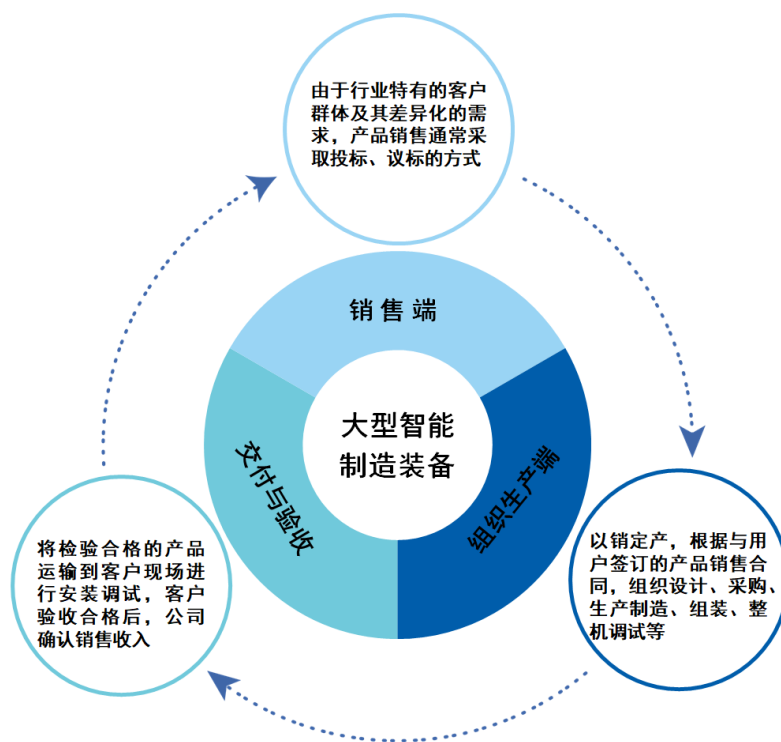 由于行业特有的客户
群体及其差异化的需
求，产品销售通常采
取投标、议标的方式
销售端
大型智能
制造装备
交付与验收
组织生产端
将检验合格的产品
运输到客户现场进
行安装调试，客户
验收合格后，公司
确认销售收入
以销定产，根据与用
户签订的产品销售合
同，组织设计、采购、
生产制造、组装、整
机调试等